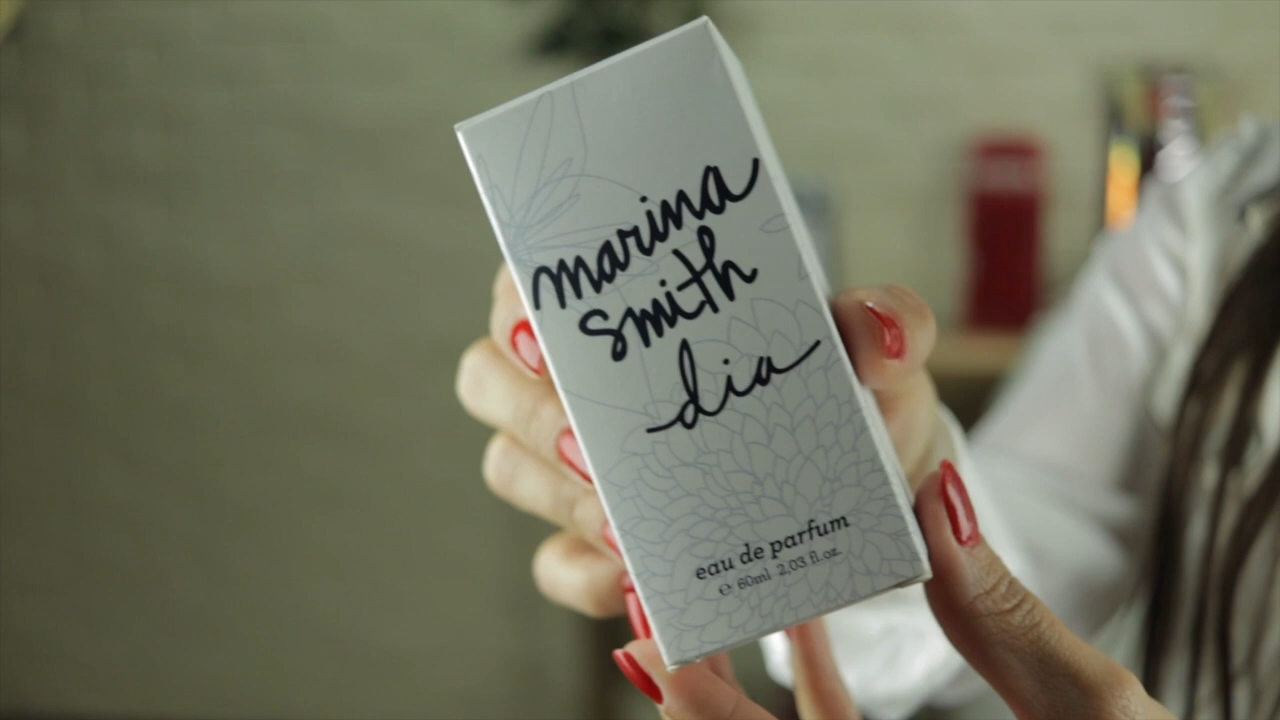 marina
smith
dia
eau de parfum
℮ 60ml 2,03 fl.oz.